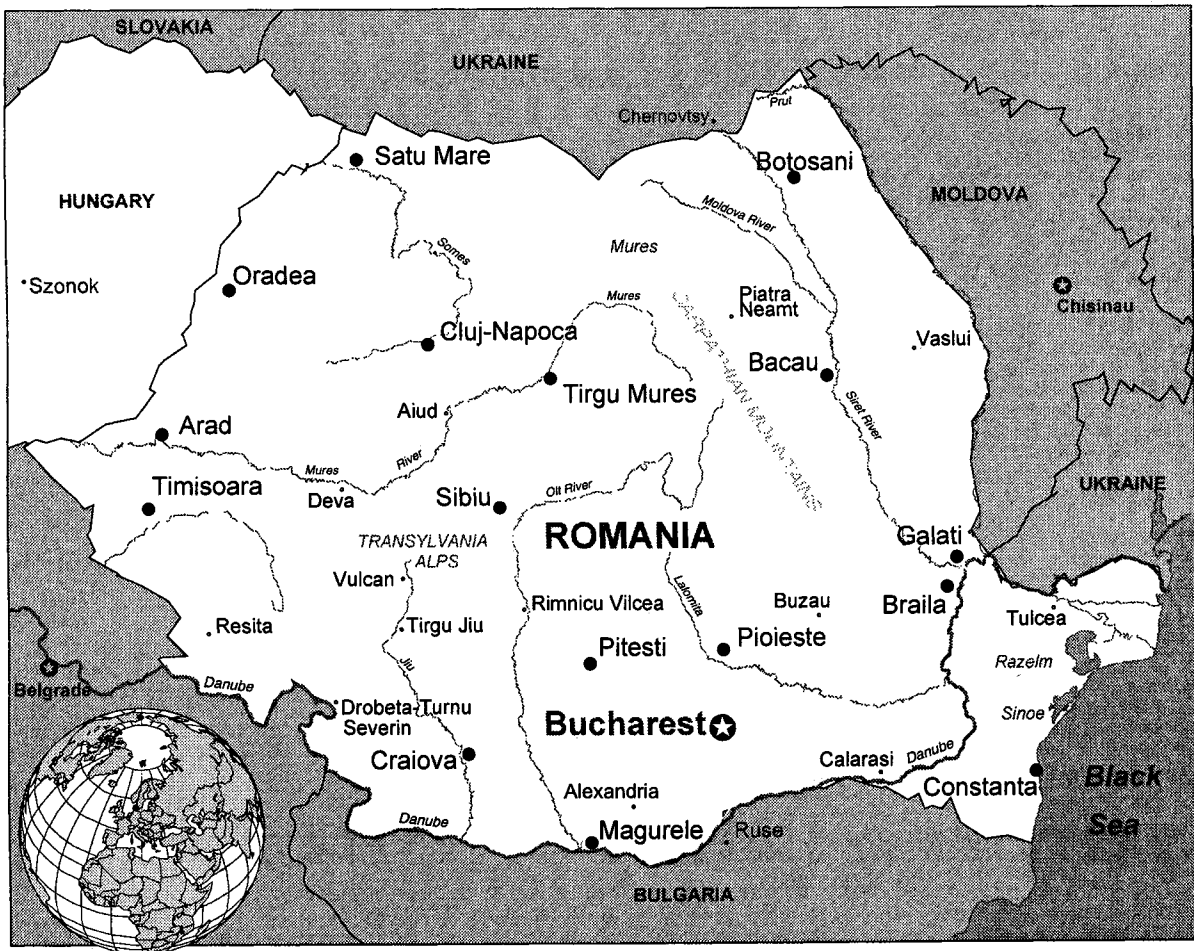 SLOVAKIA
UKRAINE
Chernovtsy
Prut
Satu Mare
Botosani
HUNGARY
MOLDOVA
Moldova River
Somes
Mures
Szonok
Oradea
Chisinau
Mures
Piatra
Neamt
Cluj-Napoca
Vaslui
Bacau
CARPATHIAN MOUNTAINS
Tirgu Mures
Aiud
Siret River
Arad
River
Mures
Timisoara
Deva
Sibiu
Olt River
UKRAINE
ROMANIA
Galati
TRANSYLVANIA
ALPS
Vulcan
Lalomita
Rimnicu Vilcea
Buzau
Braila
Tulcea
Resita
Tirgu Jiu
Pitesti
Pioieste
Jiu
Razelm
Belgrade
Danube
Drobeta-Turnu
Severin
Bucharest
Sinoe
Craiova
Calarasi
Danube
Constanta
Black
Sea
Alexandria
Danube
Magurele
Ruse
BULGARIA